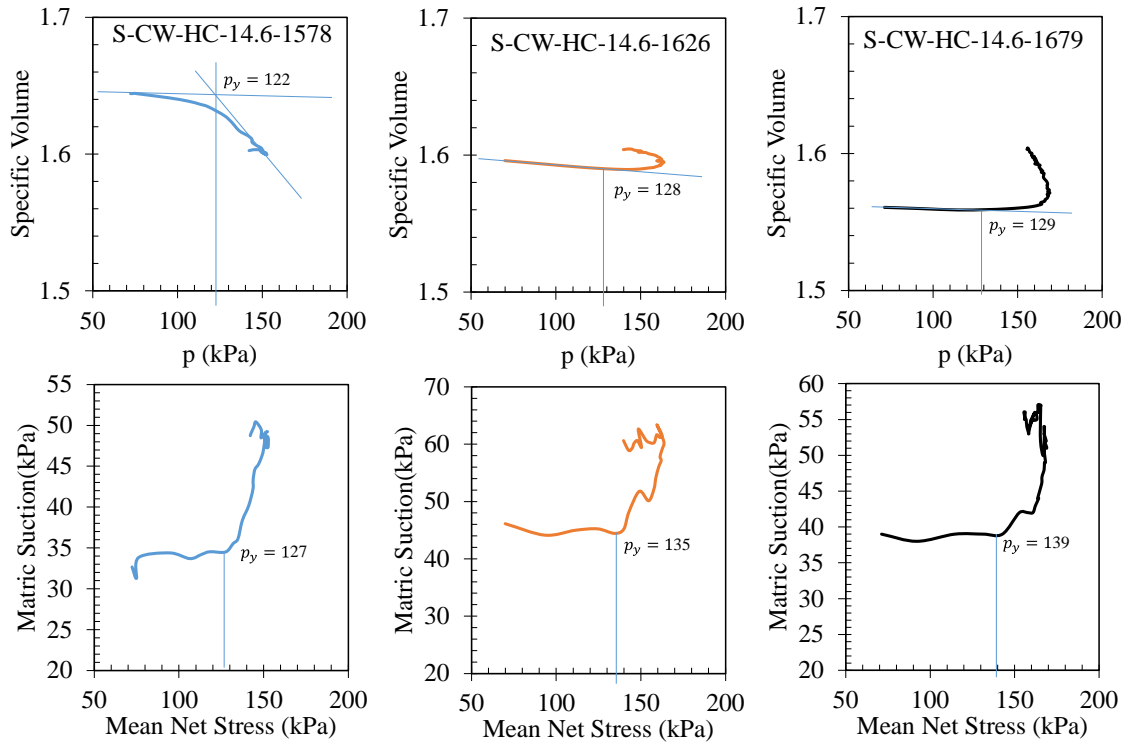 S-CW-HC-14.6-1578
Specific Volume
1.7
1.6
1.5
p_y = 122
50
100
150
200
p (kPa)
S-CW-HC-14.6-1626
Specific Volume
1.7
1.6
1.5
p_y = 128
50
100
150
200
p (kPa)
S-CW-HC-14.6-1679
Specific Volume
1.7
1.6
1.5
p_y = 129
50
100
150
200
p (kPa)
Matric Suction(kPa)
55
50
45
40
35
30
25
20
p_y = 127
50
100
150
200
Mean Net Stress (kPa)
Matric Suction(kPa)
70
60
50
40
30
20
p_y = 135
50
100
150
200
Mean Net Stress (kPa)
Matric Suction(kPa)
60
55
50
45
40
35
30
25
20
p_y = 139
50
100
150
200
Mean Net Stress (kPa)